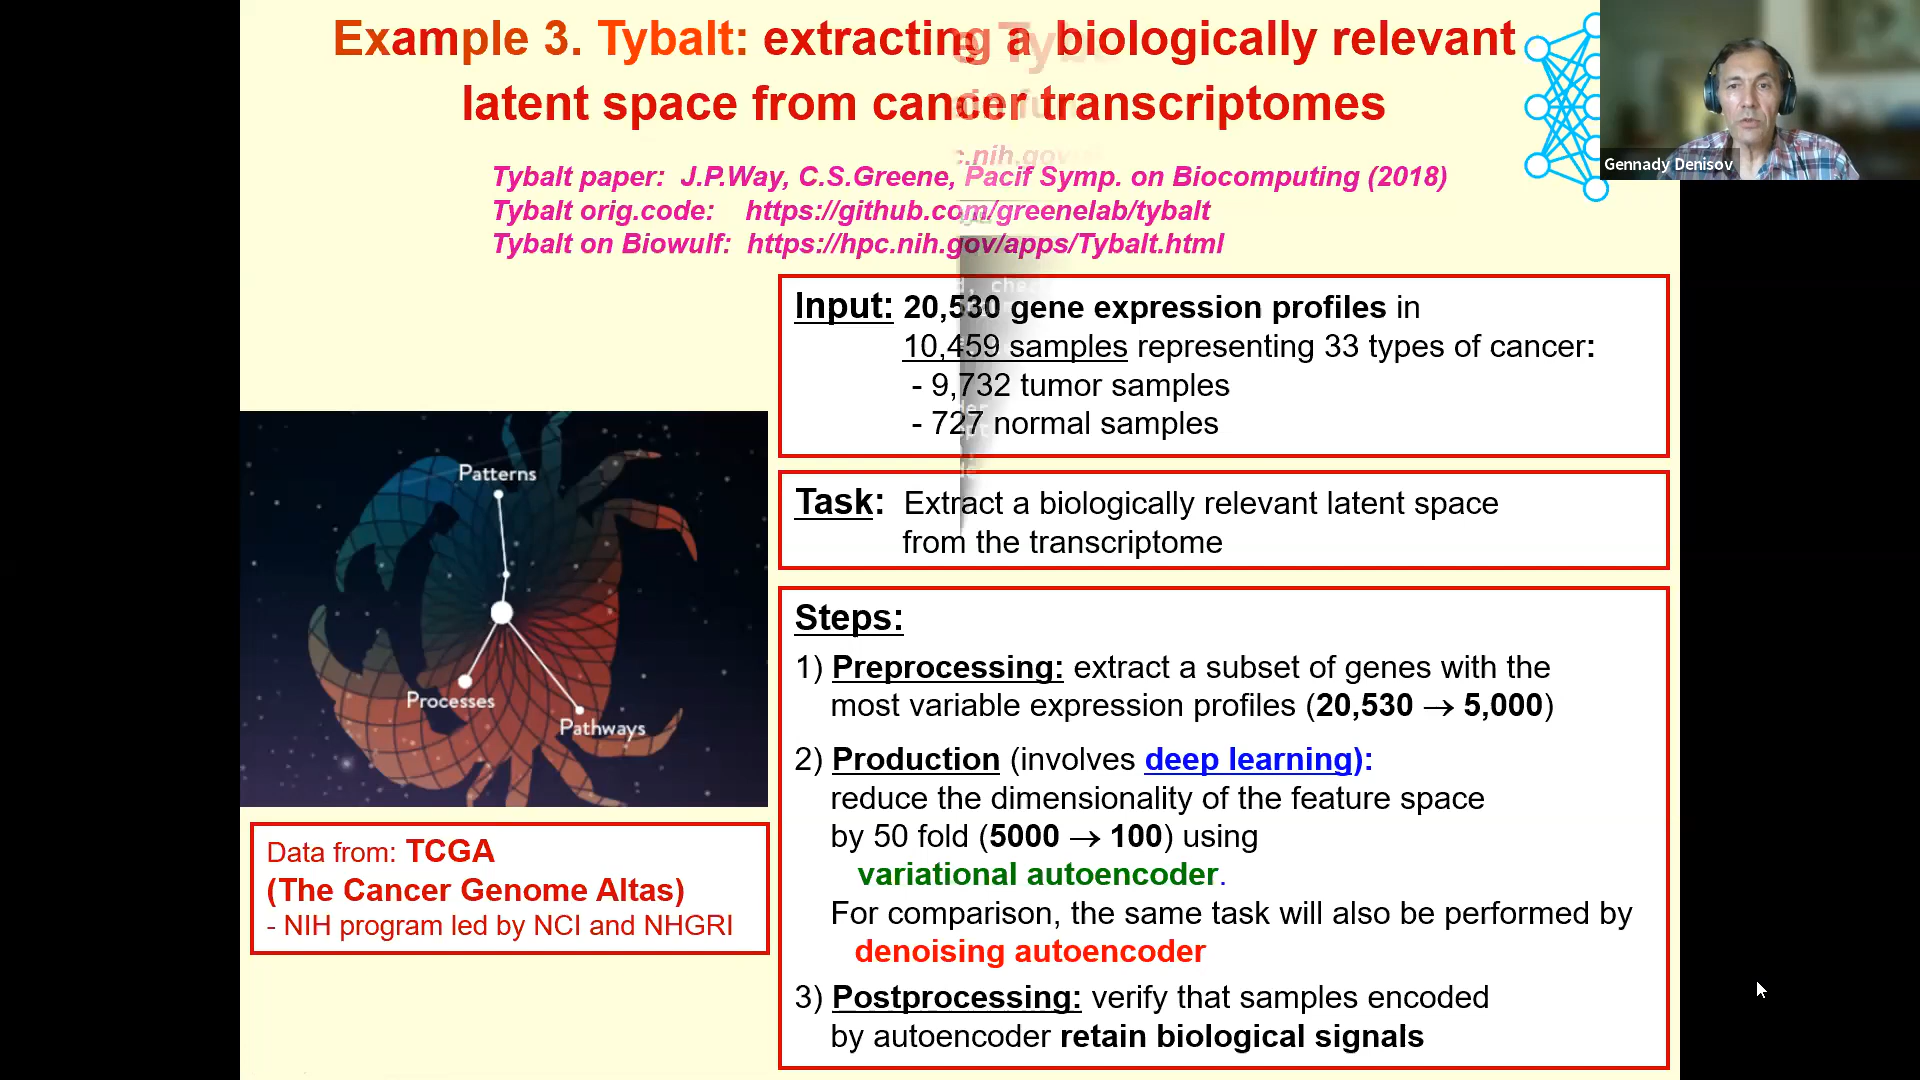 Example 3. Tybalt: extracting a biologically relevant
latent space from cancer transcriptomes
Gennady Denisov
Tybalt paper: J.P.Way, C.S.Greene, Pacif Symp. on Biocomputing (2018)
Tybalt orig.code: https://github.com/greenelab/tybalt
Tybalt on Biowulf: https://hpc.nih.gov/apps/Tybalt.html
Input: 20,530 gene expression profiles in
10,459 samples representing 33 types of cancer:
- 9,732 tumor samples
- 727 normal samples
Task: Extract a biologically relevant latent space
from the transcriptome
Patterns
Processes
Pathways
Data from: TCGA
(The Cancer Genome Altas)
- NIH program led by NCI and NHGRI
Steps:
1) Preprocessing: extract a subset of genes with the
most variable expression profiles (20,530 → 5,000)
2) Production (involves deep learning):
reduce the dimensionality of the feature space
by 50 fold (5000 → 100) using
variational autoencoder.
For comparison, the same task will also be performed by
denoising autoencoder
3) Postprocessing: verify that samples encoded
by autoencoder retain biological signals